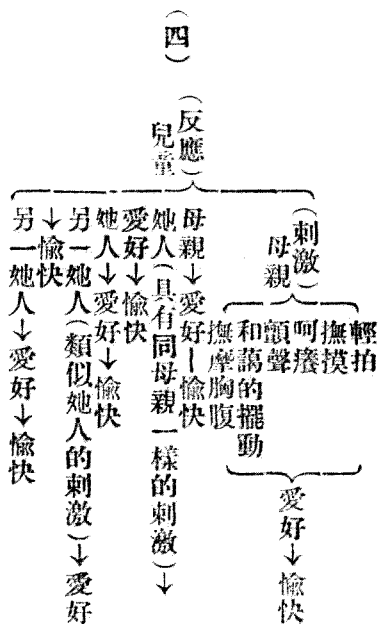 (四)
(刺激)
母親
輕拍
撫摸
呵癢
顫聲
和藹的擺動
撫摩胸腹
愛好→愉快
(反應)
兒童
母親→愛好—愉快
她人(具有同母親一樣的刺激)→
愛好→愉快
她人→愛好→愉快
另一她人(類似她人的刺激)→愛好
→愉快
另一她人→愛好→愉快